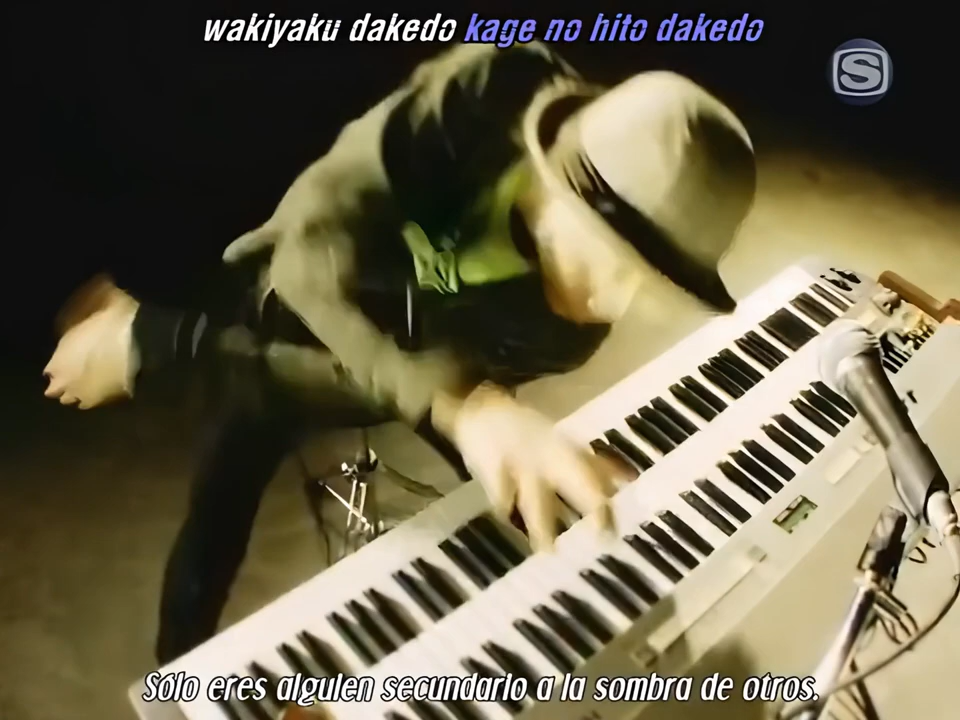 wakiyaku dakedo kage no hito dakedo
S
Sólo eres alguien secundario a la sombra de otros.